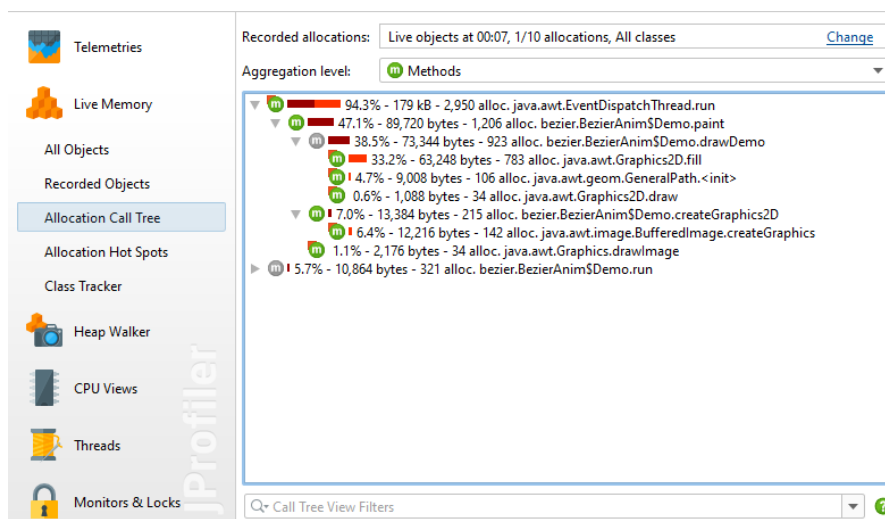 Recorded allocations: Live objects at 00:07, 1/10 allocations, All classes Change
Aggregation level: m Methods
Telemetries
Live Memory
All Objects
Recorded Objects
Allocation Call Tree
Allocation Hot Spots
Class Tracker
Heap Walker
CPU Views
Threads
Monitors & Locks
JProfiler
m 94.3% - 179 kB - 2,950 alloc. java.awt.EventDispatchThread.run
m 47.1% - 89,720 bytes - 1,206 alloc. bezier.BezierAnim$Demo.paint
m 38.5% - 73,344 bytes - 923 alloc. bezier.BezierAnim$Demo.drawDemo
m 33.2% - 63,248 bytes - 783 alloc. java.awt.Graphics2D.fill
m 4.7% - 9,008 bytes - 106 alloc. java.awt.geom.GeneralPath.<init>
m 0.6% - 1,088 bytes - 34 alloc. java.awt.Graphics2D.draw
m 7.0% - 13,384 bytes - 215 alloc. bezier.BezierAnim$Demo.createGraphics2D
m 6.4% - 12,216 bytes - 142 alloc. java.awt.image.BufferedImage.createGraphics
m 1.1% - 2,176 bytes - 34 alloc. java.awt.Graphics.drawImage
m 5.7% - 10,864 bytes - 321 alloc. bezier.BezierAnim$Demo.run
Call Tree View Filters
?